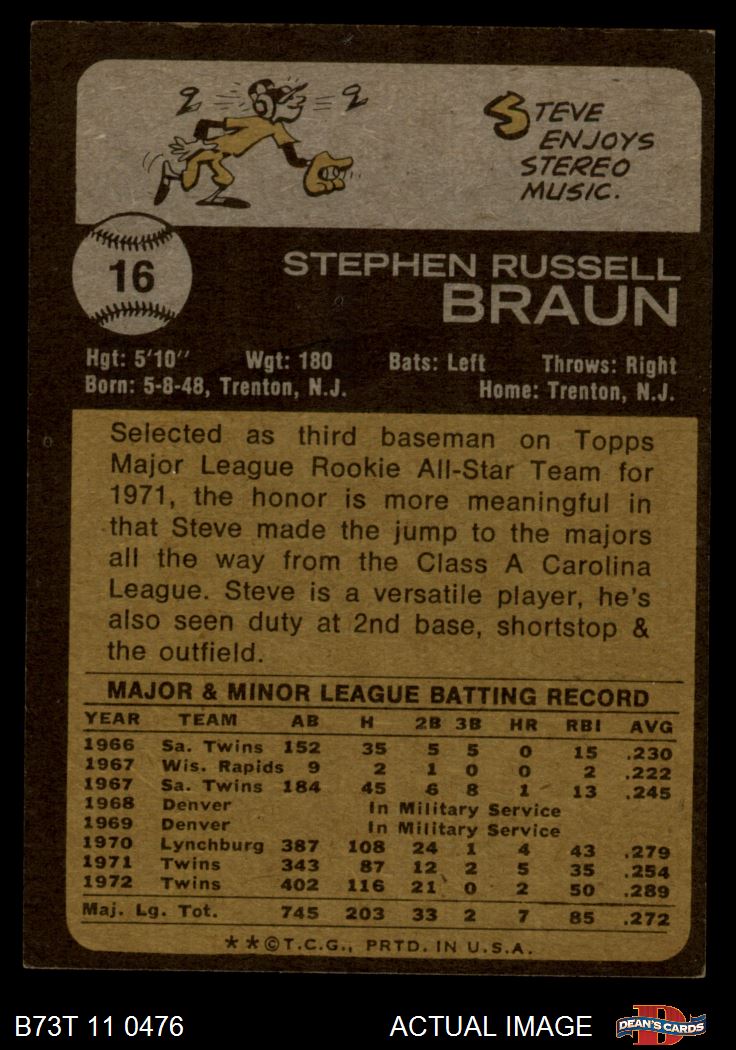 STEVE
ENJOYS
STEREO
MUSIC.
16
STEPHEN RUSSELL
BRAUN
Hgt: 5'10" Wgt: 180 Bats: Left Throws: Right
Born: 5-8-48, Trenton, N.J. Home: Trenton, N.J.
Selected as third baseman on Topps
Major League Rookie All-Star Team for
1971, the honor is more meaningful in
that Steve made the jump to the majors
all the way from the Class A Carolina
League. Steve is a versatile player, he's
also seen duty at 2nd base, shortstop &
the outfield.
MAJOR & MINOR LEAGUE BATTING RECORD
YEAR TEAM AB H 2B 3B HR RBI AVG
1966 Sa. Twins 152 35 5 5 0 15 .230
1967 Wis. Rapids 9 2 1 0 0 2 .222
1967 Sa. Twins 184 45 6 8 1 13 .245
1968 Denver In Military Service
1969 Denver In Military Service
1970 Lynchburg 387 108 24 1 4 43 .279
1971 Twins 343 87 12 2 5 35 .254
1972 Twins 402 116 21 0 2 50 .289
Maj. Lg. Tot. 745 203 33 2 7 85 .272
**©T.C.G., PRTD. IN U.S.A.
B73T 11 0476 ACTUAL IMAGE DEAN'S CARDS